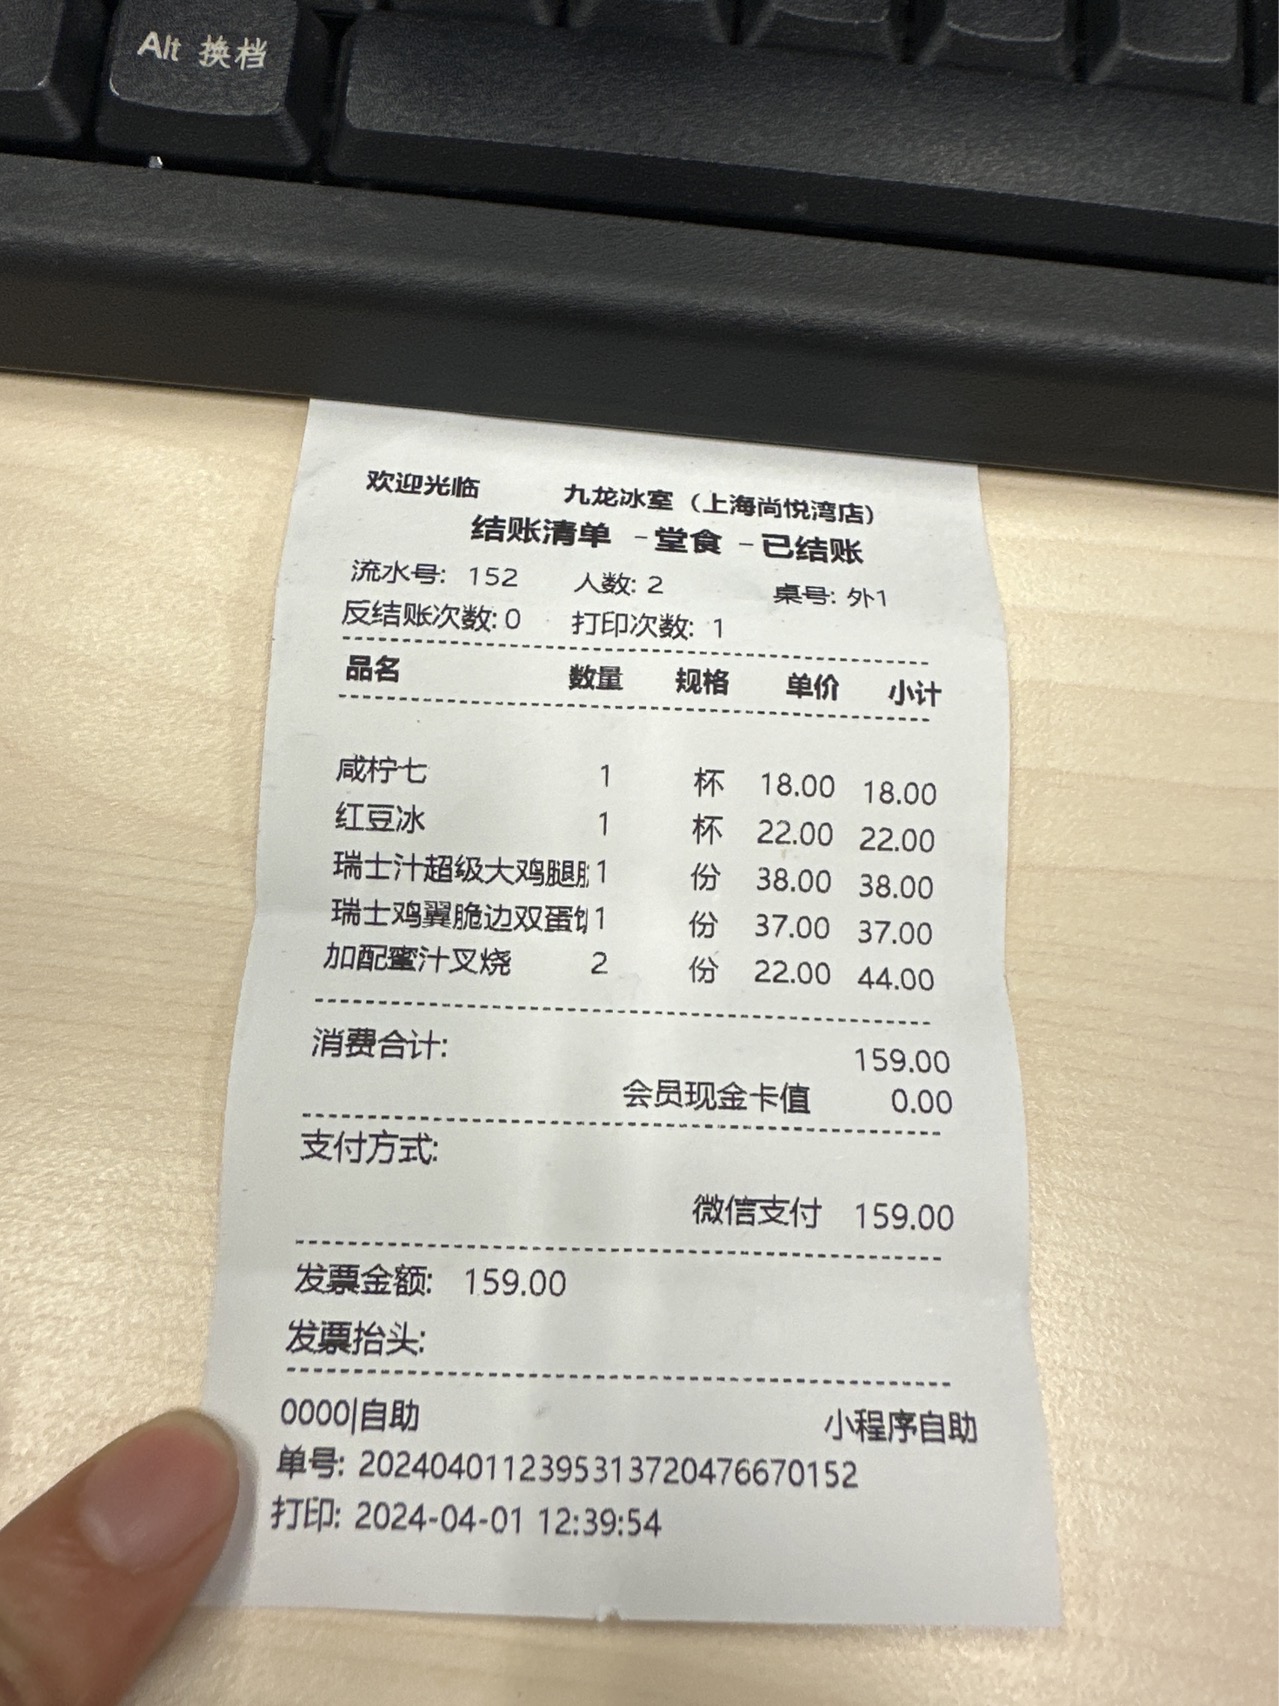 Alt 换档
欢迎光临 九龙冰室（上海尚悦湾店）
结账清单 -堂食 -已结账
流水号: 152 人数: 2 桌号: 外1
反结账次数: 0 打印次数: 1
品名 数量 规格 单价 小计
咸柠七 1 杯 18.00 18.00
红豆冰 1 杯 22.00 22.00
瑞士汁超级大鸡腿 1 份 38.00 38.00
瑞士鸡翼脆边双蛋 1 份 37.00 37.00
加配蜜汁叉烧 2 份 22.00 44.00
消费合计: 159.00
会员现金卡值 0.00
支付方式:
微信支付 159.00
发票金额: 159.00
发票抬头:
0000|自助 小程序自助
单号: 2024040112395313720476670152
打印: 2024-04-01 12:39:54